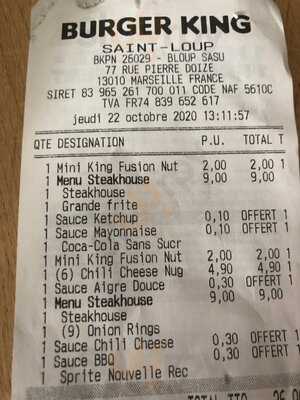 BURGER KING
SAINT-LOUP
BKPN 26029 - BLOUP SASU
77 RUE PIERRE DOIZE
13010 MARSEILLE FRANCE
SIRET 83 965 261 700 011 CODE NAF 5610C
TVA FR74 839 652 617
jeudi 22 octobre 2020 13:11:57
QTE DESIGNATION P.U. TOTAL T
1 Mini King Fusion Nut 2,00 2,00 1
1 Menu Steakhouse 9,00 9,00
1 Steakhouse
1 Grande frite
1 Sauce Ketchup 0,10 OFFERT 1
1 Sauce Mayonnaise 0,10 OFFERT 1
1 Coca-Cola Sans Sucr
1 Mini King Fusion Nut 2,00 2,00 1
1 (6) Chili Cheese Nug 4,90 4,90 1
1 Sauce Aigre Douce 0,30 OFFERT 1
1 Menu Steakhouse 9,00 9,00
1 Steakhouse
1 (9) Onion Rings
1 Sauce Chili Cheese 0,30 OFFERT 1
1 Sauce BBQ 0,30 OFFERT 1
1 Sprite Nouvelle Rec